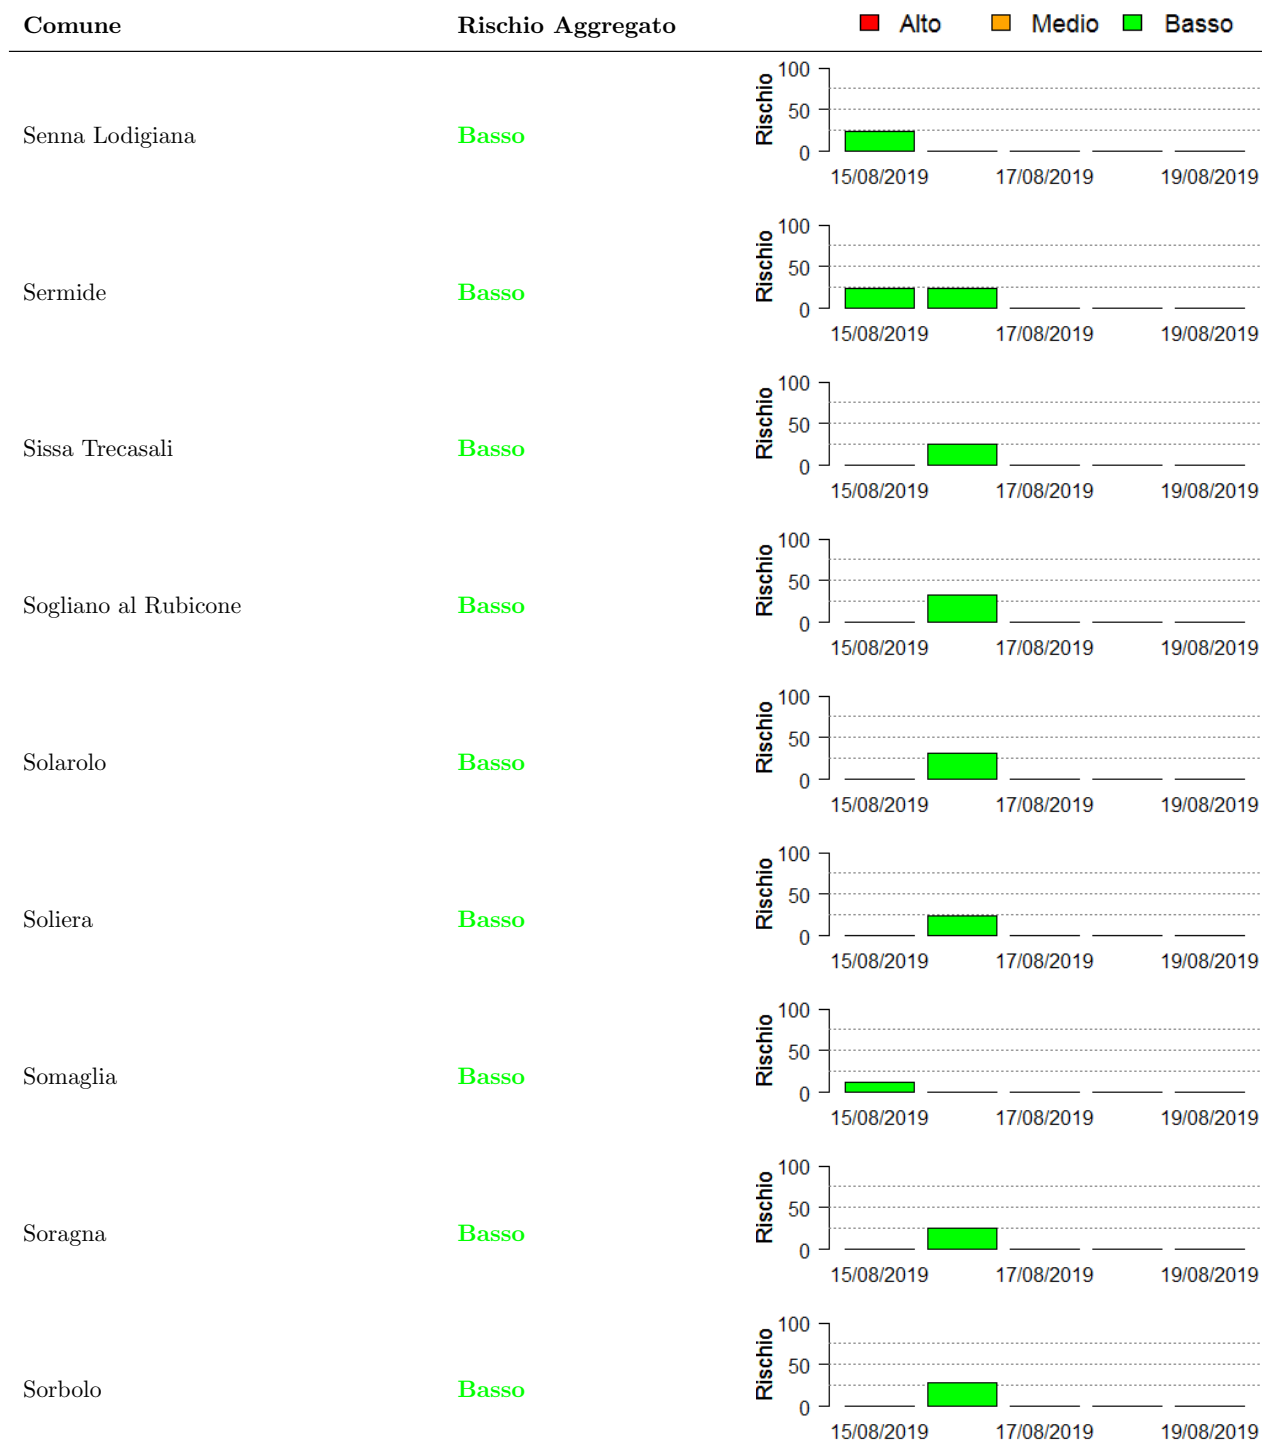 Comune Rischio Aggregato Alto Medio Basso
Senna Lodigiana Basso Rischio 100 50 0
15/08/2019 17/08/2019 19/08/2019
Sermide Basso Rischio 100 50 0
15/08/2019 17/08/2019 19/08/2019
Sissa Trecasali Basso Rischio 100 50 0
15/08/2019 17/08/2019 19/08/2019
Sogliano al Rubicone Basso Rischio 100 50 0
15/08/2019 17/08/2019 19/08/2019
Solarolo Basso Rischio 100 50 0
15/08/2019 17/08/2019 19/08/2019
Soliera Basso Rischio 100 50 0
15/08/2019 17/08/2019 19/08/2019
Somaglia Basso Rischio 100 50 0
15/08/2019 17/08/2019 19/08/2019
Soragna Basso Rischio 100 50 0
15/08/2019 17/08/2019 19/08/2019
Sorbolo Basso Rischio 100 50 0
15/08/2019 17/08/2019 19/08/2019